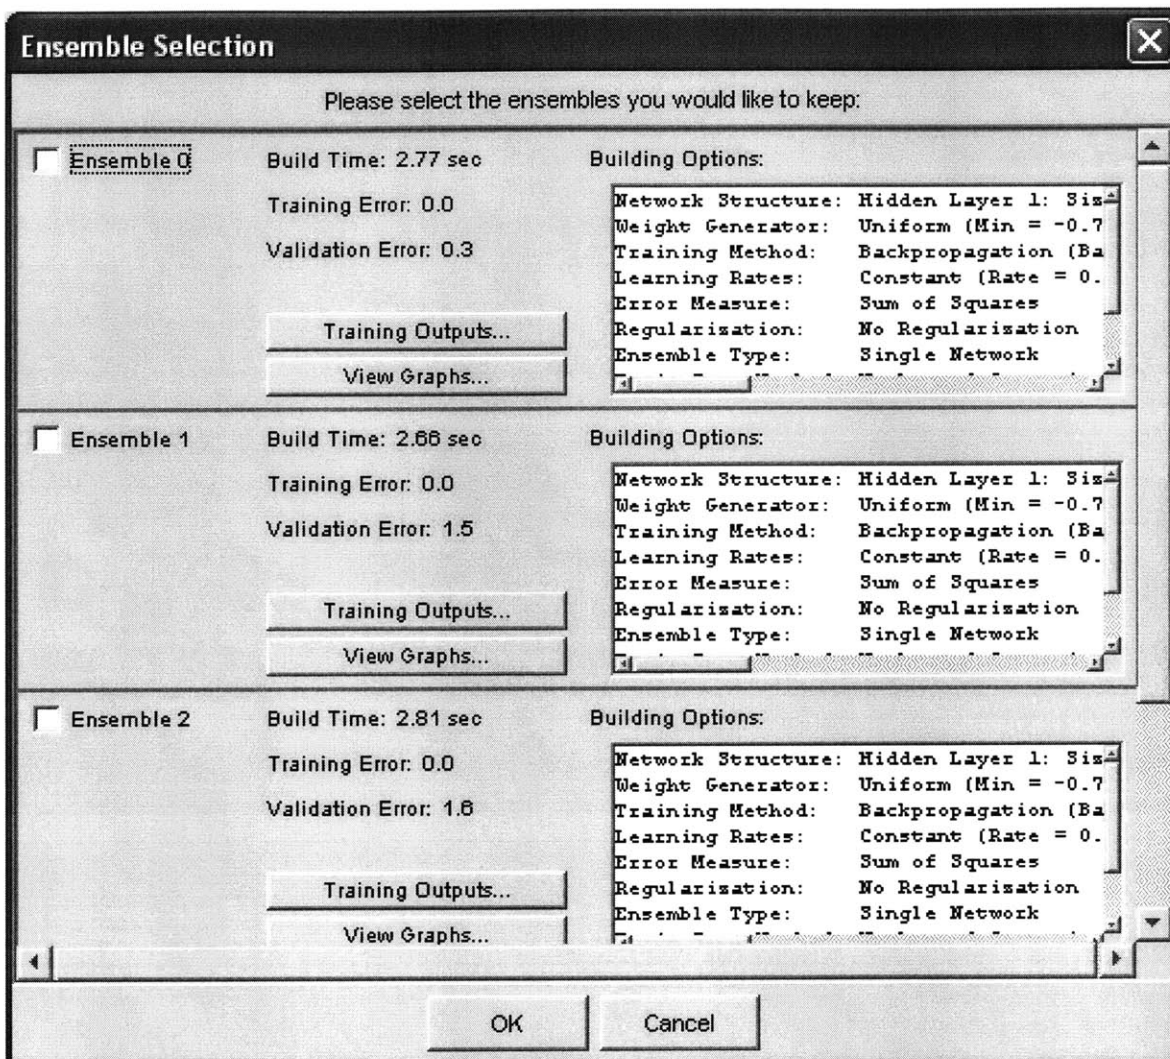 Ensemble Selection
Please select the ensembles you would like to keep:
Ensemble 0
Build Time: 2.77 sec
Training Error: 0.0
Validation Error: 0.3
Training Outputs...
View Graphs...
Building Options:
Network Structure: Hidden Layer 1: Sis
Weight Generator: Uniform (Min = -0.7
Training Method: Backpropagation (Ba
Learning Rates: Constant (Rate = 0.
Error Measure: Sum of Squares
Regularisation: No Regularisation
Ensemble Type: Single Network
Ensemble 1
Build Time: 2.66 sec
Training Error: 0.0
Validation Error: 1.5
Training Outputs...
View Graphs...
Building Options:
Network Structure: Hidden Layer 1: Sis
Weight Generator: Uniform (Min = -0.7
Training Method: Backpropagation (Ba
Learning Rates: Constant (Rate = 0.
Error Measure: Sum of Squares
Regularisation: No Regularisation
Ensemble Type: Single Network
Ensemble 2
Build Time: 2.81 sec
Training Error: 0.0
Validation Error: 1.6
Training Outputs...
View Graphs...
Building Options:
Network Structure: Hidden Layer 1: Sis
Weight Generator: Uniform (Min = -0.7
Training Method: Backpropagation (Ba
Learning Rates: Constant (Rate = 0.
Error Measure: Sum of Squares
Regularisation: No Regularisation
Ensemble Type: Single Network
OK
Cancel